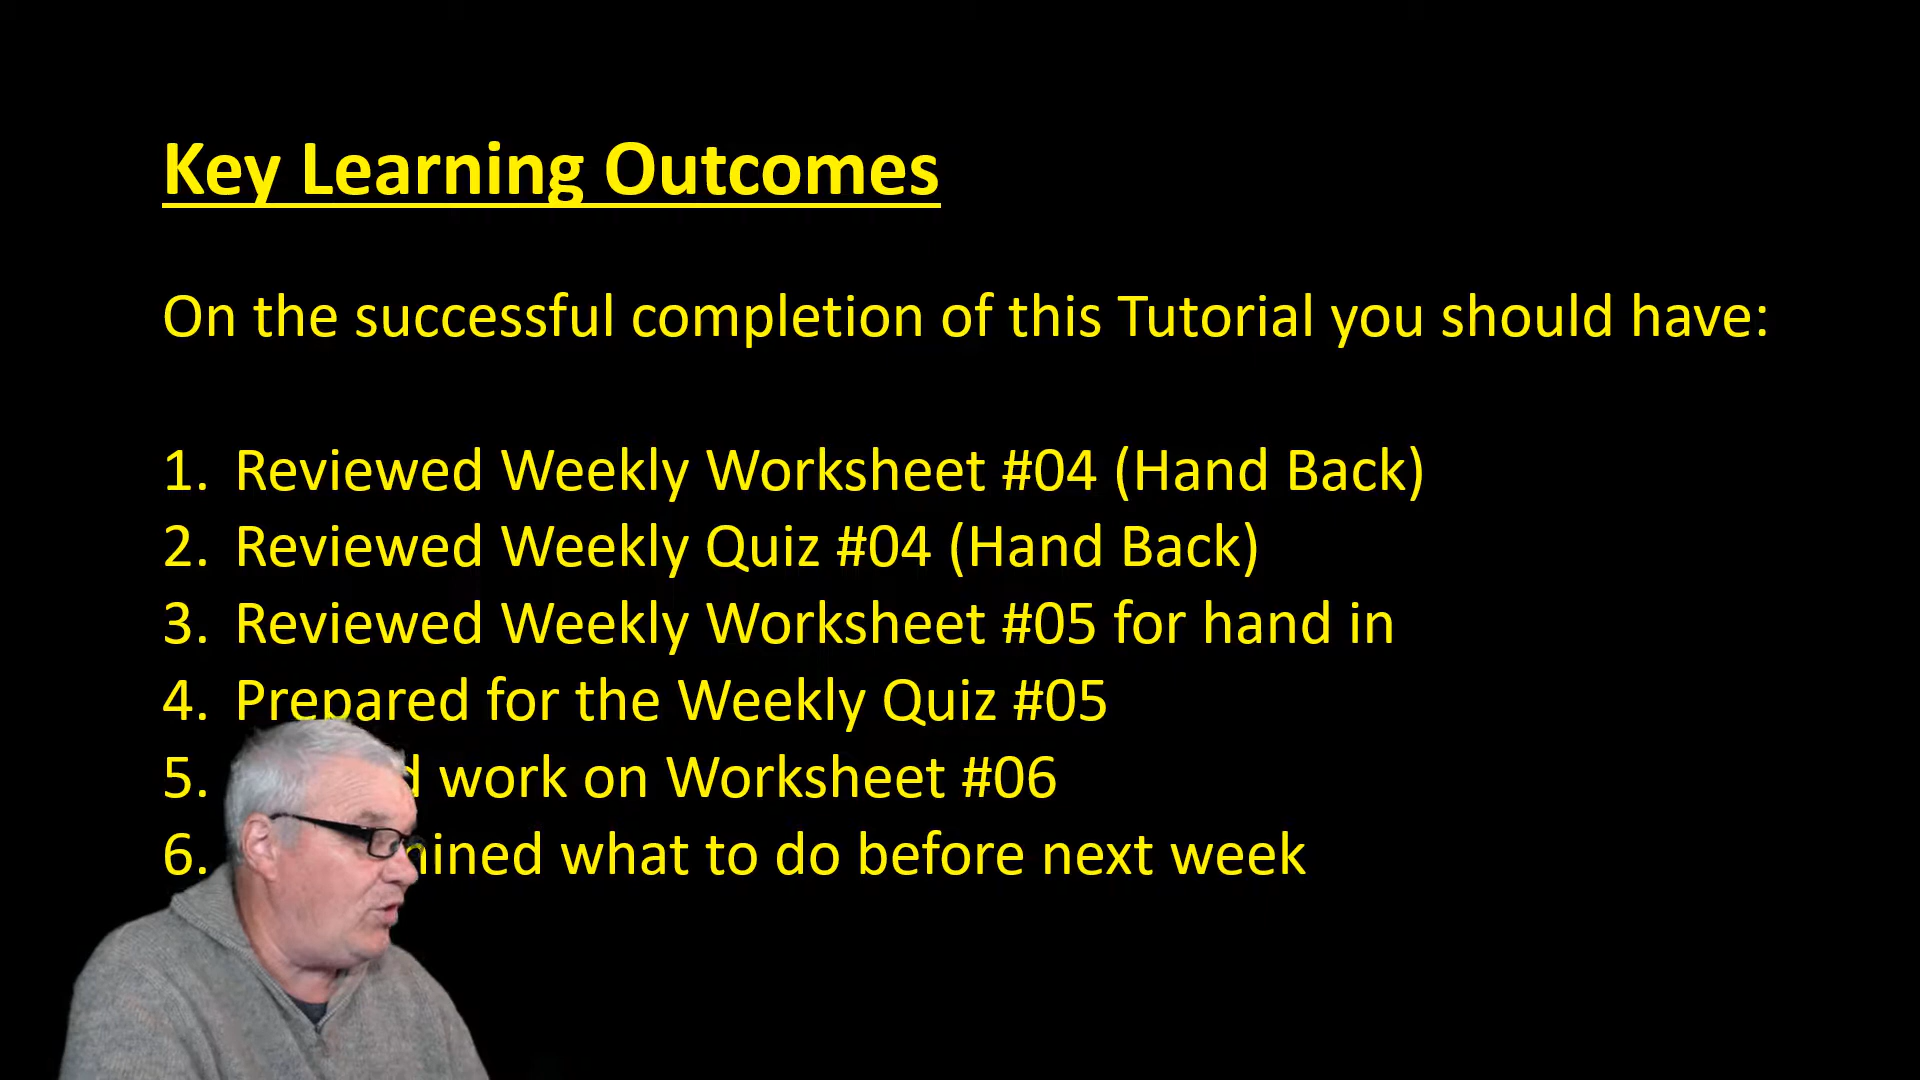 Key Learning Outcomes
On the successful completion of this Tutorial you should have:
1. Reviewed Weekly Worksheet #04 (Hand Back)
2. Reviewed Weekly Quiz #04 (Hand Back)
3. Reviewed Weekly Worksheet #05 for hand in
4. Prepared for the Weekly Quiz #05
5. work on Worksheet #06
6. what to do before next week